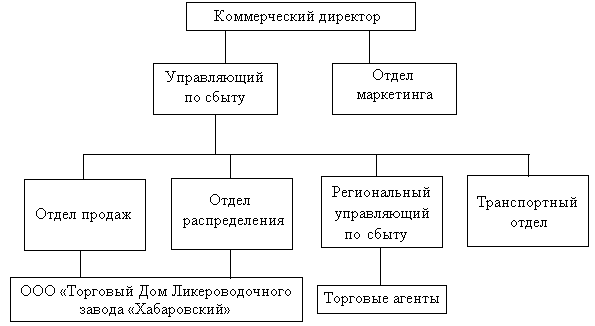 Коммерческий директор
Управляющий
по сбыту
Отдел
маркетинга
Отдел продаж
Отдел
распределения
Региональный
управляющий
по сбыту
Транспортный
отдел
ООО «Торговый Дом Ликероводочного
завода «Хабаровский»
Торговые агенты